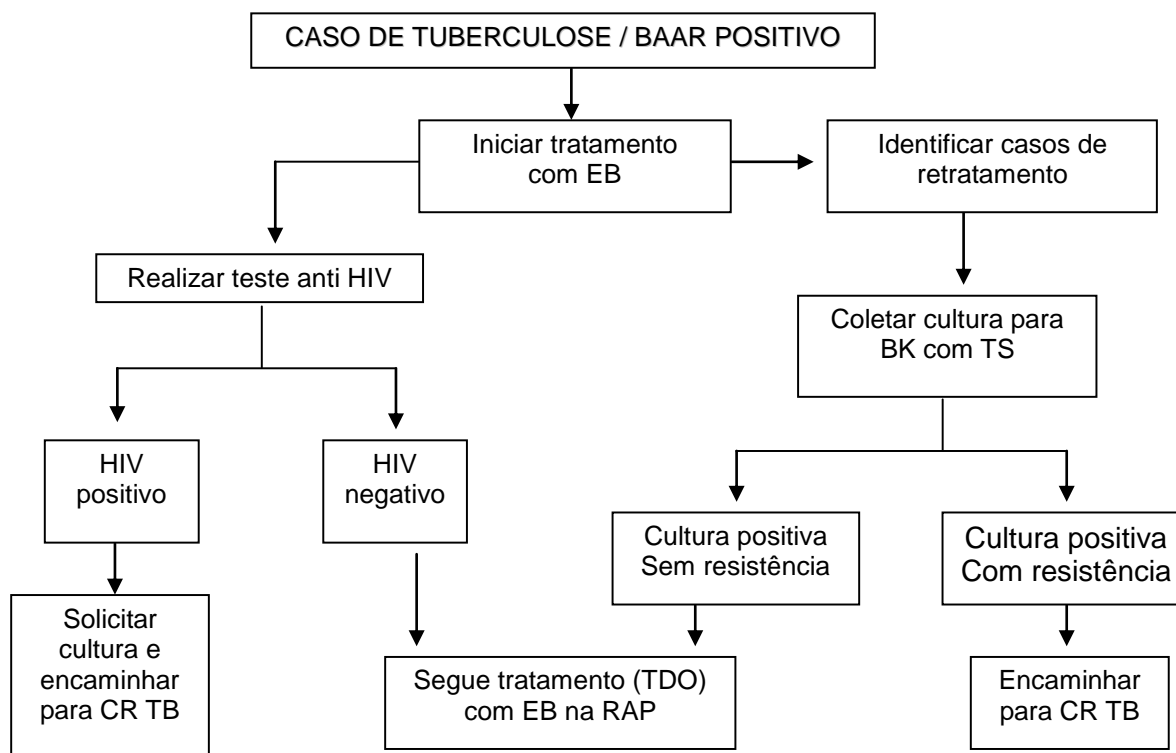 CASO DE TUBERCULOSE / BAAR POSITIVO
Iniciar tratamento
com EB
Identificar casos de
retratamento
Realizar teste anti HIV
Coletar cultura para
BK com TS
HIV
positivo
HIV
negativo
Cultura positiva
Sem resistência
Cultura positiva
Com resistência
Solicitar
cultura e
encaminhar
para CR TB
Segue tratamento (TDO)
com EB na RAP
Encaminhar
para CR TB